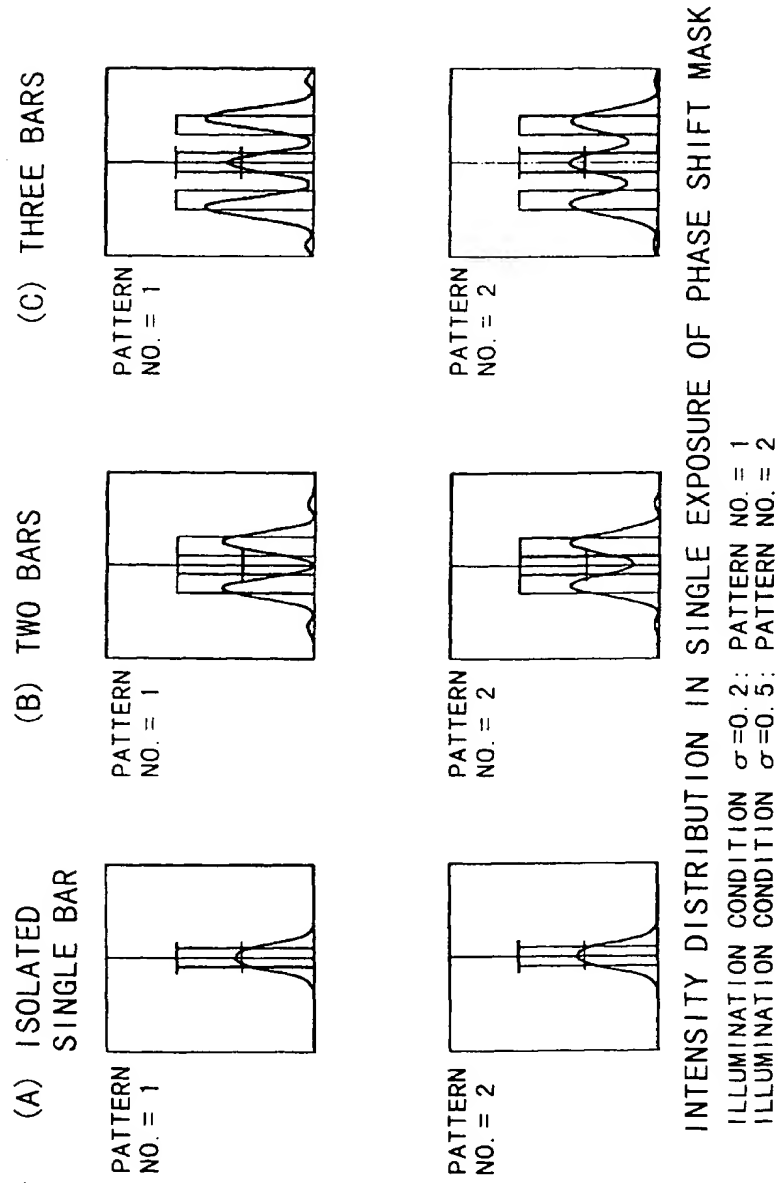 (A) ISOLATED
SINGLE BAR
(B) TWO BARS
(C) THREE BARS
PATTERN
NO. = 1
PATTERN
NO. = 1
PATTERN
NO. = 1
PATTERN
NO. = 2
PATTERN
NO. = 2
PATTERN
NO. = 2
INTENSITY DISTRIBUTION IN SINGLE EXPOSURE OF PHASE SHIFT MASK
ILLUMINATION CONDITION σ=0.2: PATTERN NO. = 1
ILLUMINATION CONDITION σ=0.5: PATTERN NO. = 2